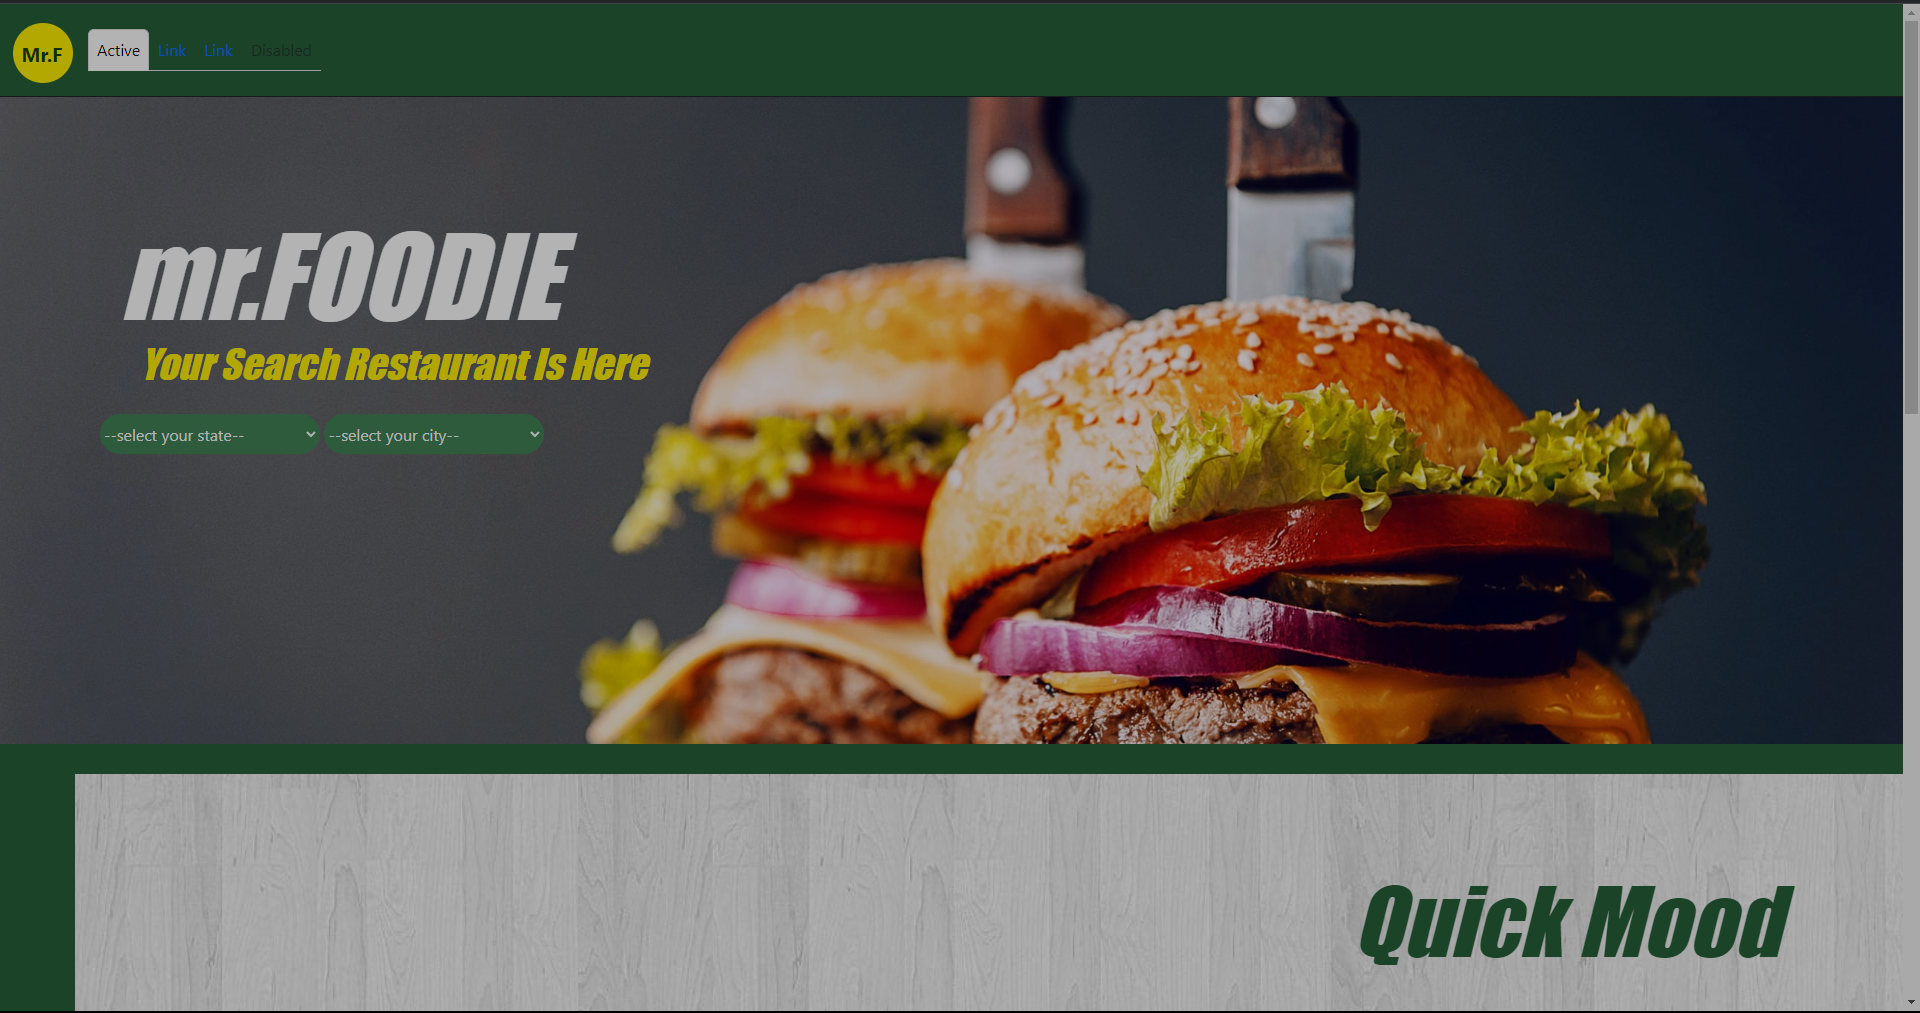 Mr.F Active Link Link Disabled
mr.FOODIE
Your Search Restaurant Is Here
--select your state-- --select your city--
Quick Mood